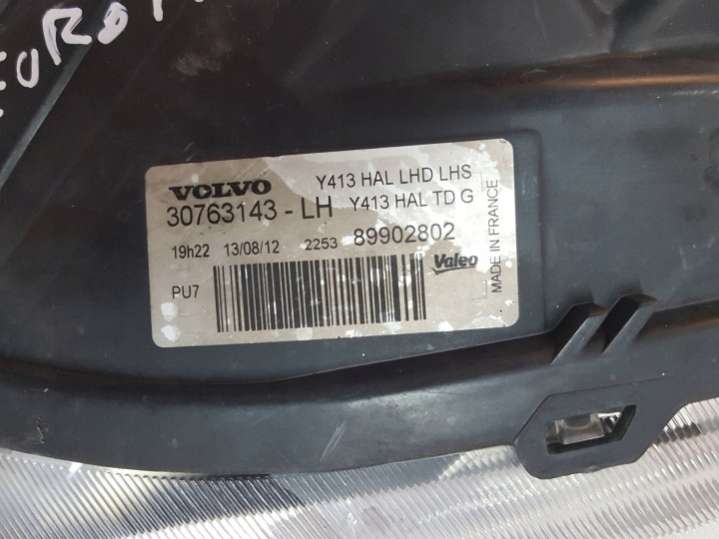 VOLVO Y413 HAL LHD LHS
30763143 - LH Y413 HAL TD G
19h22 13/08/12 2253 89902802
PU7 Valeo
MADE IN FRANCE